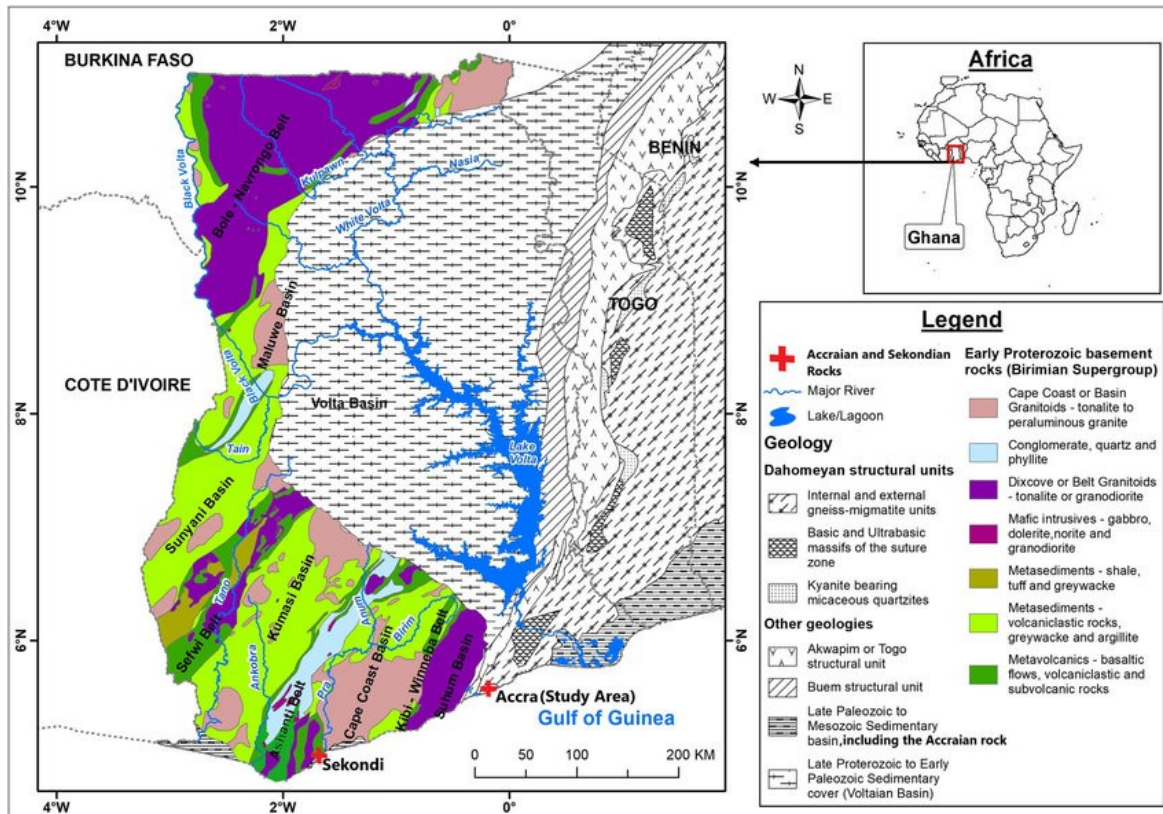 4°W
2°W
0°
BURKINA FASO
Black Volta
Bole - Navrongo Belt
Kulpawn
Nasia
White Volta
BENIN
10°N
10°N
Maluwe Basin
TOGO
COTE D'IVOIRE
Black Volta
Volta Basin
8°N
8°N
Tain
Lake
Volta
Sunyani Basin
Tano
Sefwi Belt
Kumasi Basin
Anum
Birim
6°N
6°N
Ankobra
Ashanti Belt
Pra
Cape Coast Basin
Kibi - Winneba Belt
Suhum Basin
Accra (Study Area)
Gulf of Guinea
Sekondi
0 50 100 200 KM
4°W
2°W
0°
N
W E
S
Africa
Ghana
Legend
Accraian and Sekondian
Rocks
Major River
Lake/Lagoon
Geology
Dahomeyan structural units
Internal and external
gneiss-migmatite units
Basic and Ultrabasic
massifs of the suture
zone
Kyanite bearing
micaceous quartzites
Other geologies
Akwapim or Togo
structural unit
Buem structural unit
Late Paleozoic to
Mesozoic Sedimentary
basin,including the Accraian rock
Late Proterozoic to Early
Paleozoic Sedimentary
cover (Voltaian Basin)
Early Proterozoic basement
rocks (Birimian Supergroup)
Cape Coast or Basin
Granitoids - tonalite to
peraluminous granite
Conglomerate, quartz and
phyllite
Dixcove or Belt Granitoids
- tonalite or granodiorite
Mafic intrusives - gabbro,
dolerite,norite and
granodiorite
Metasediments - shale,
tuff and greywacke
Metasediments -
volcaniclastic rocks,
greywacke and argillite
Metavolcanics - basaltic
flows, volcaniclastic and
subvolcanic rocks